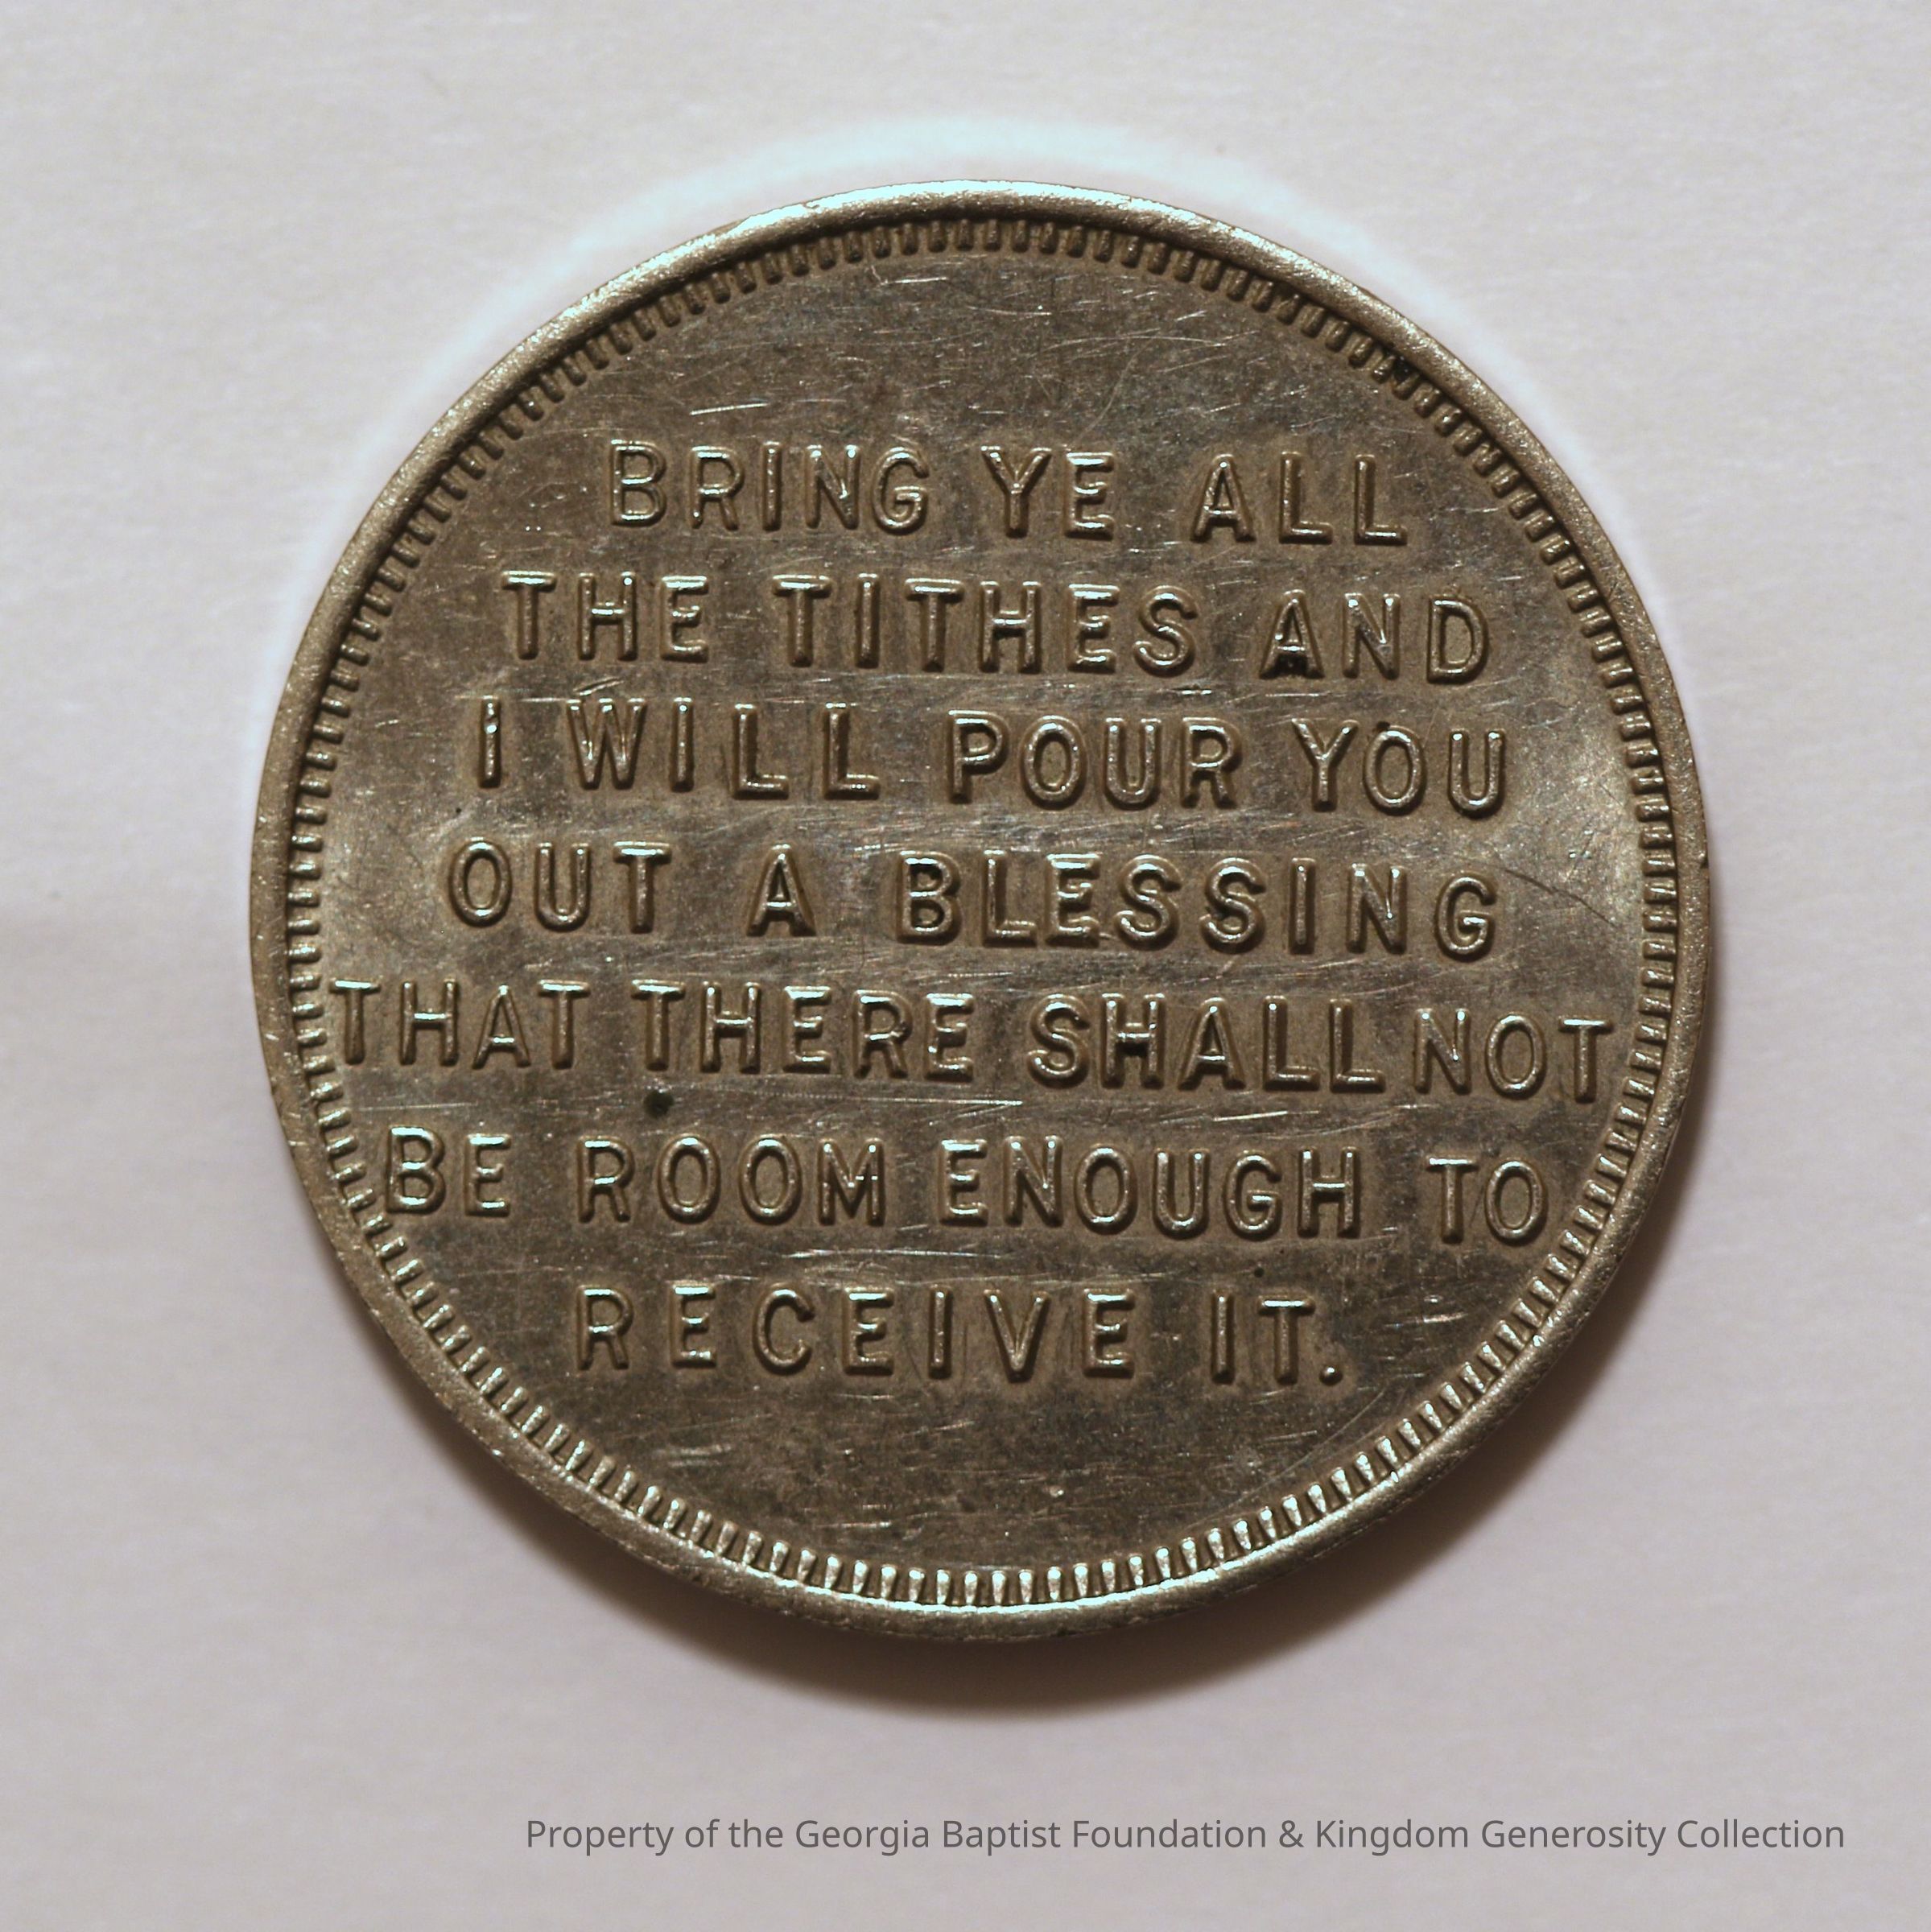 BRING YE ALL
THE TITHES AND
I WILL POUR YOU
OUT A BLESSING
THAT THERE SHALL NOT
BE ROOM ENOUGH TO
RECEIVE IT.
Property of the Georgia Baptist Foundation & Kingdom Generosity Collection